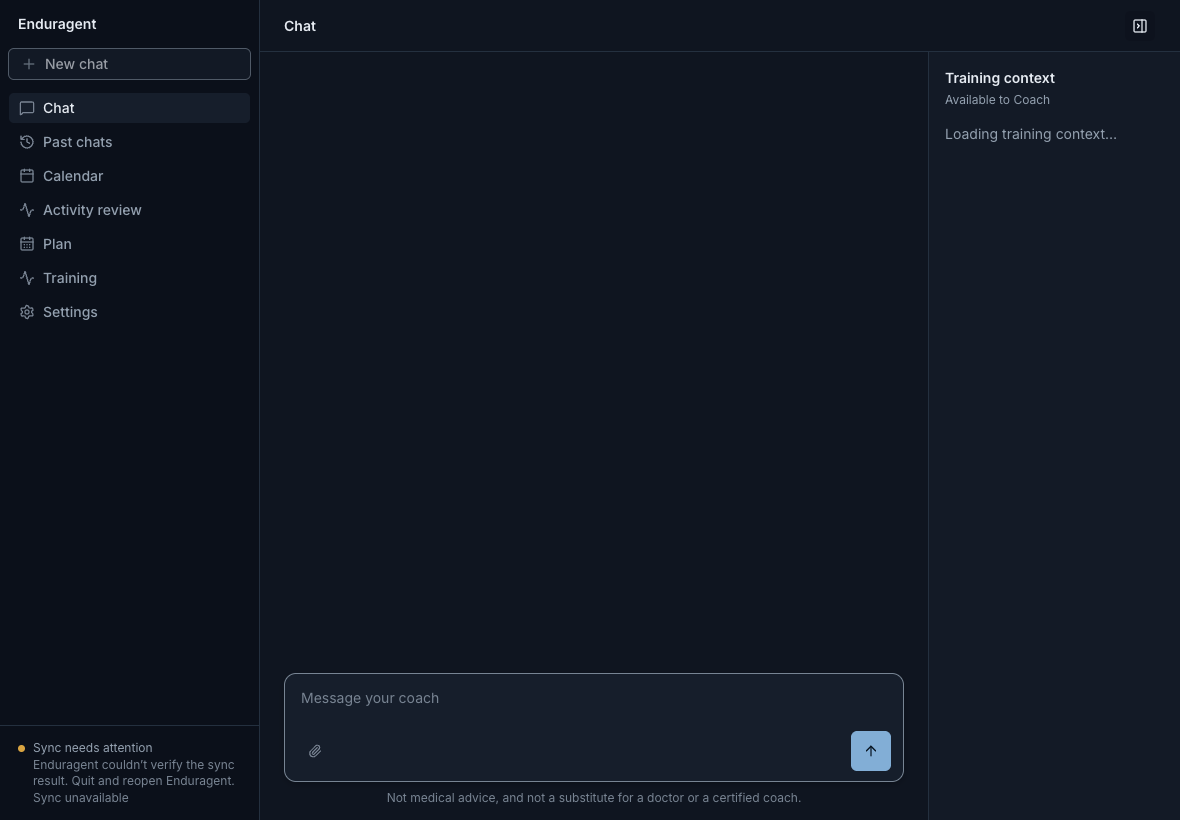 Enduragent
New chat
Chat
Past chats
Calendar
Activity review
Plan
Training
Settings
Sync needs attention
Enduragent couldn’t verify the sync
result. Quit and reopen Enduragent.
Sync unavailable
Chat
Message your coach
Not medical advice, and not a substitute for a doctor or a certified coach.
Training context
Available to Coach
Loading training context...